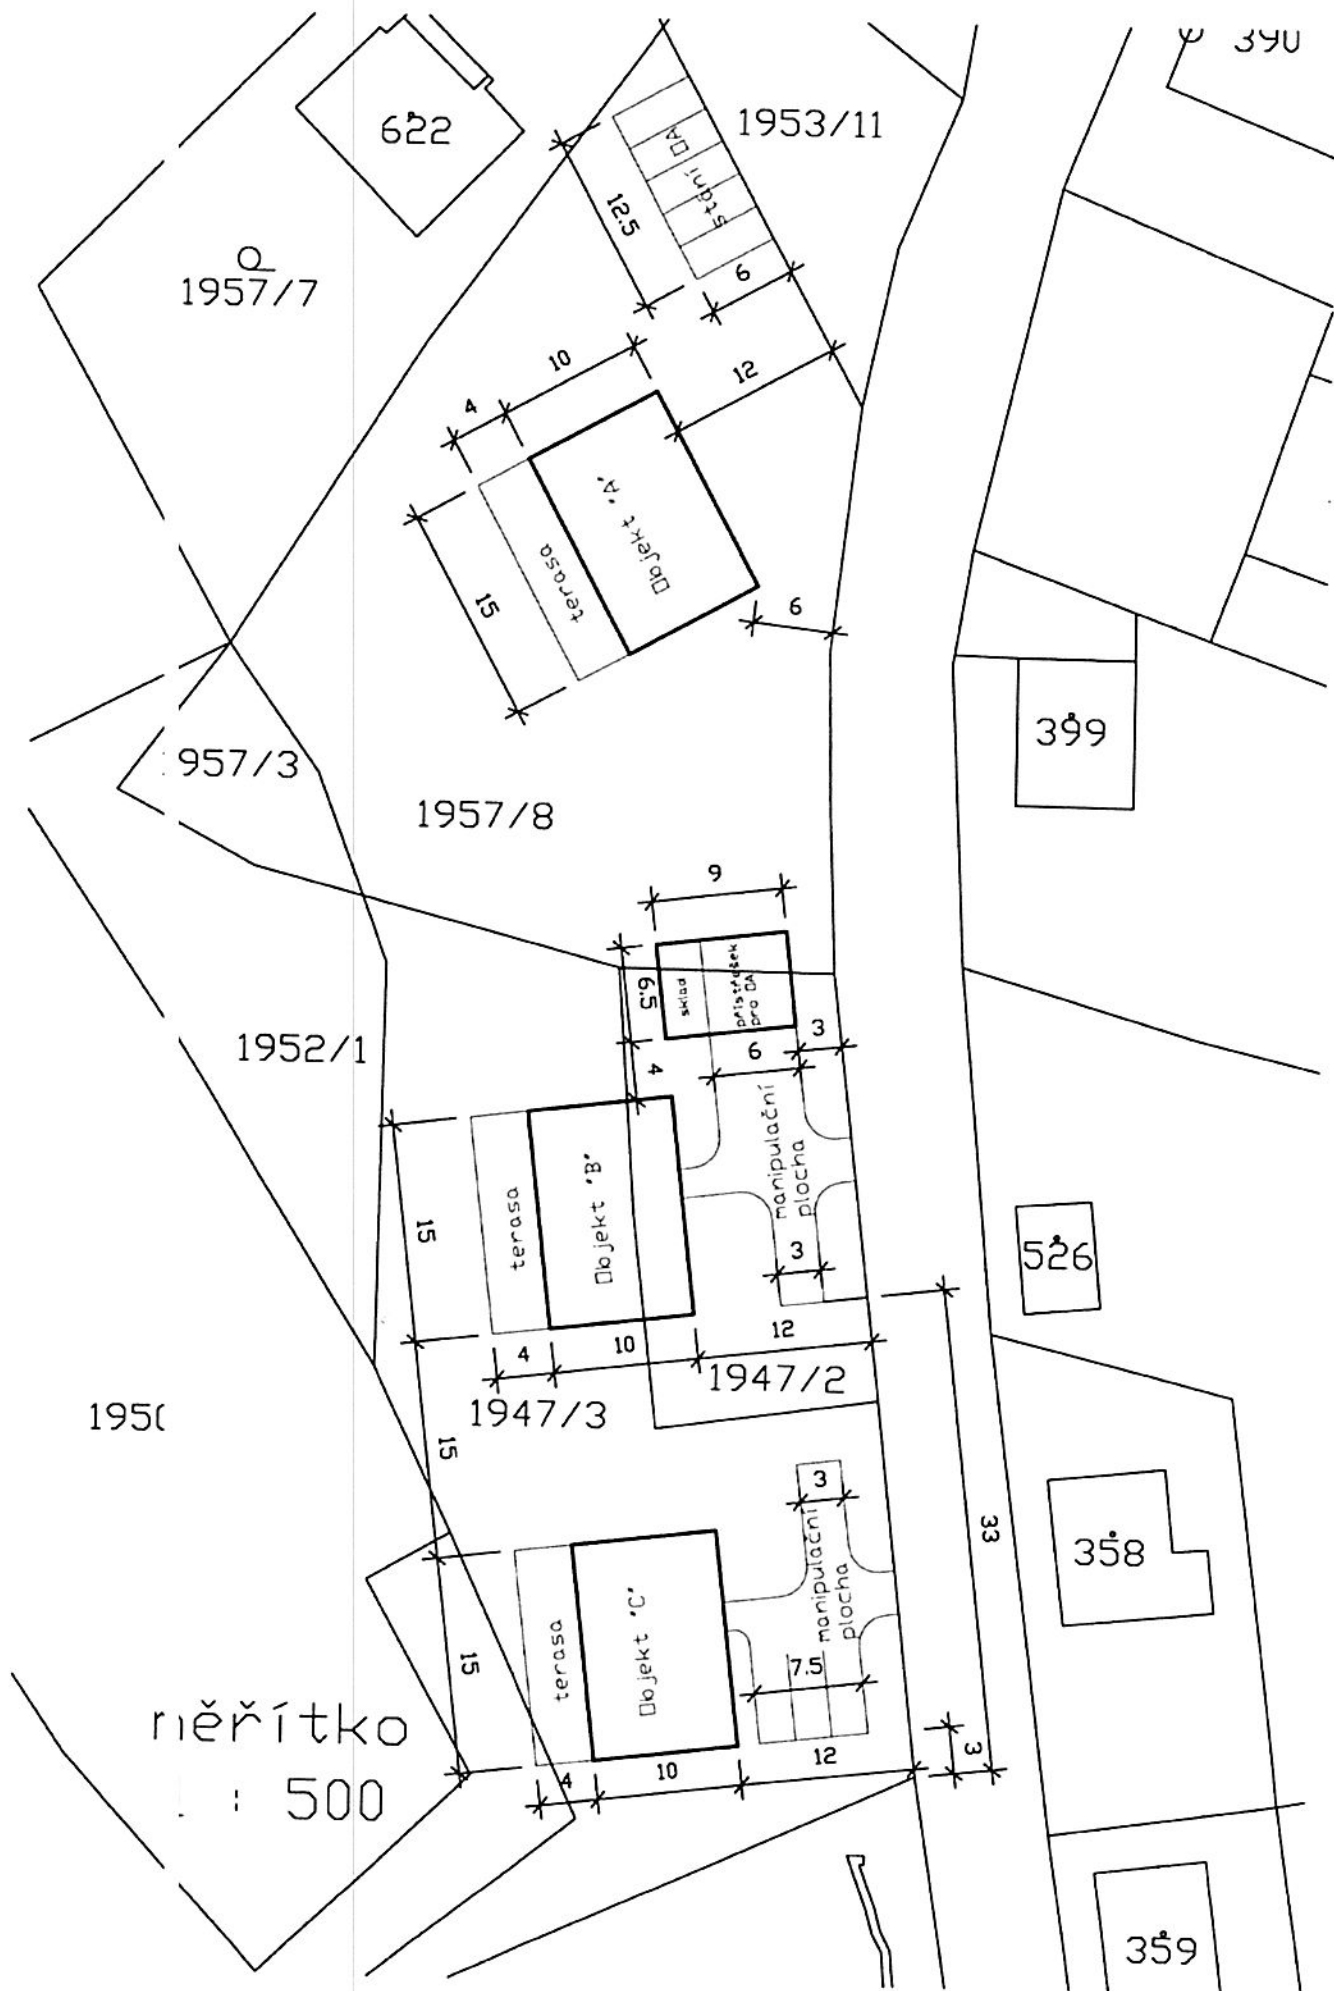 390
622
1953/11
stání OA
12.5
1957/7
6
10
12
4
Objekt "A"
terasa
15
6
399
957/3
1957/8
9
6.5
sklad
přístřešek
pro OA
3
1952/1
6
4
manipulační
plocha
Objekt "B"
terasa
15
526
3
12
10
4
1947/2
1947/3
195
15
3
33
manipulační
plocha
358
Objekt "C"
terasa
7.5
15
měřítko
: 500
12
3
10
4
359